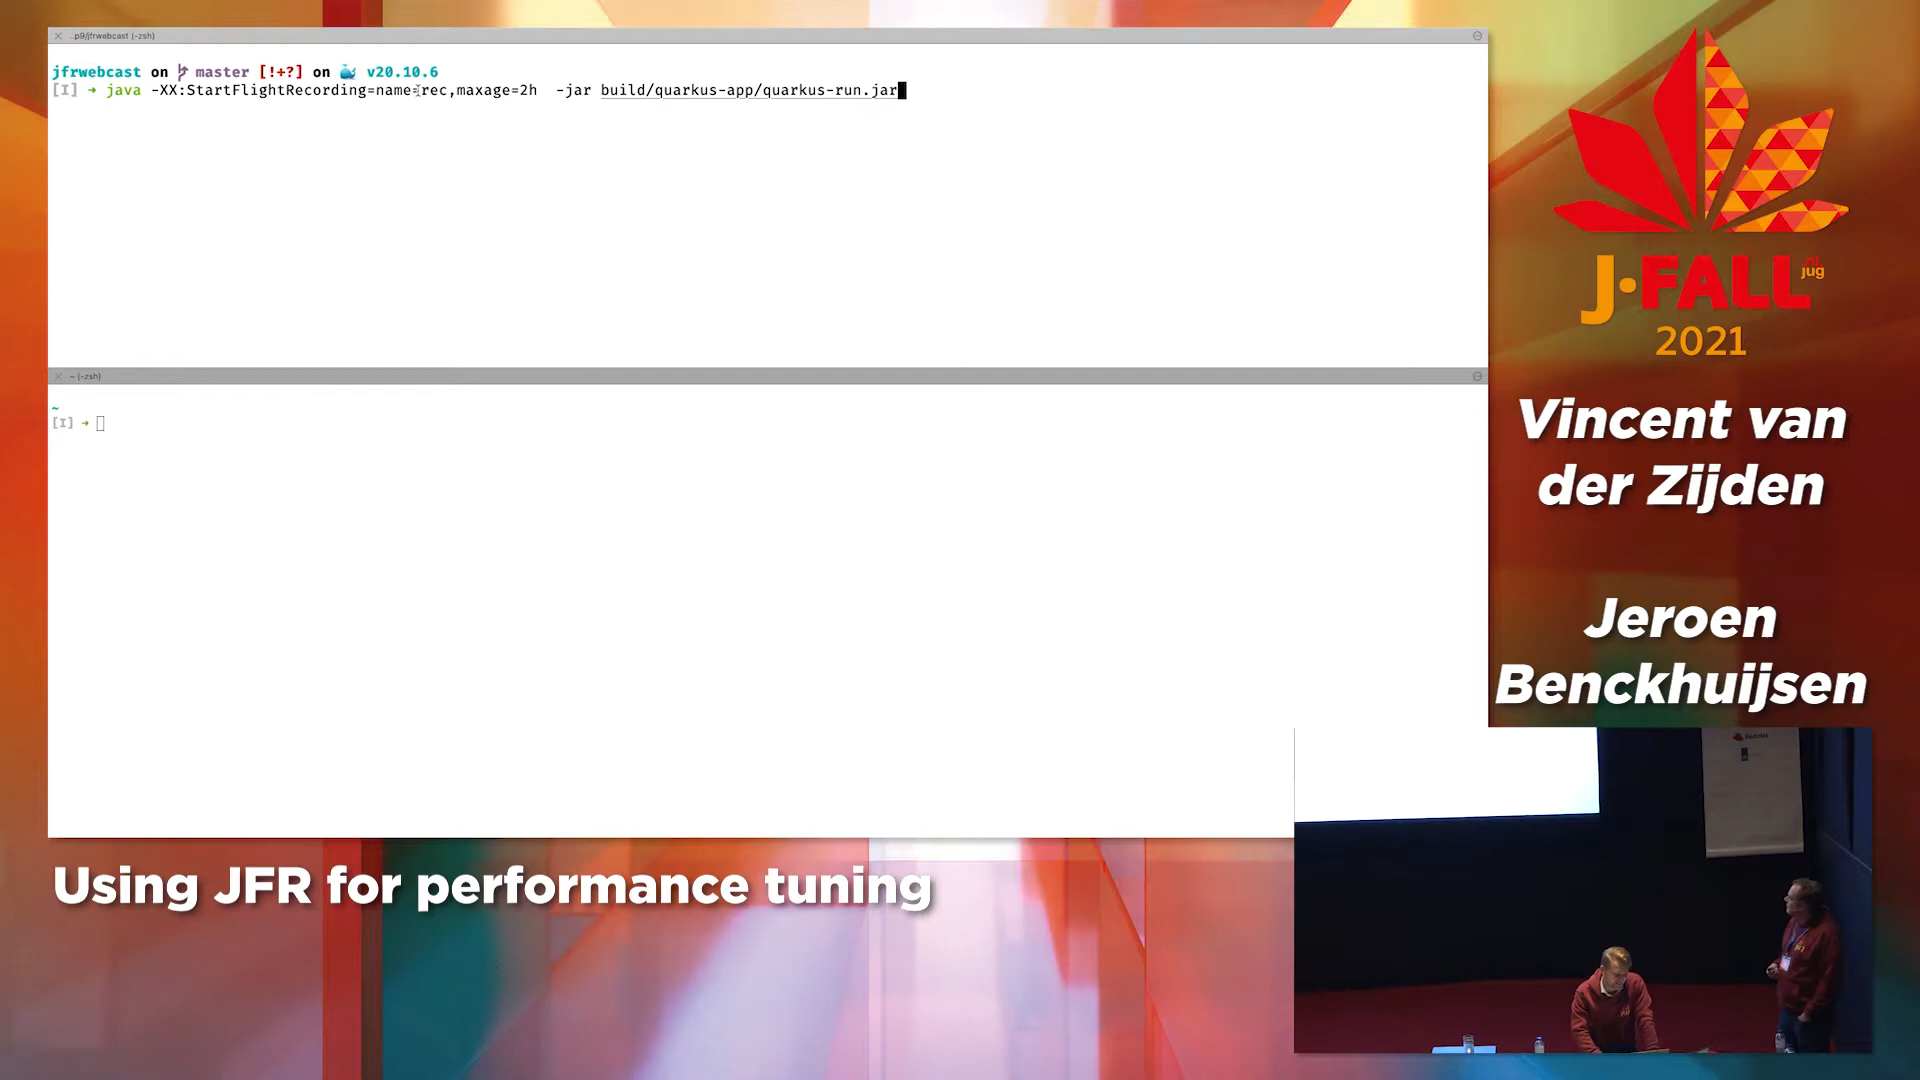 ..p9/jfrwebcast (-zsh)
jfrwebcast on master [!+?] on 🐳 v20.10.6
[I] → java -XX:StartFlightRecording=name=rec,maxage=2h -jar build/quarkus-app/quarkus-run.jar
~ (-zsh)
~
[I] →
J•FALL
nl
jug
2021
Vincent van
der Zijden
Jeroen
Benckhuijsen
Using JFR for performance tuning